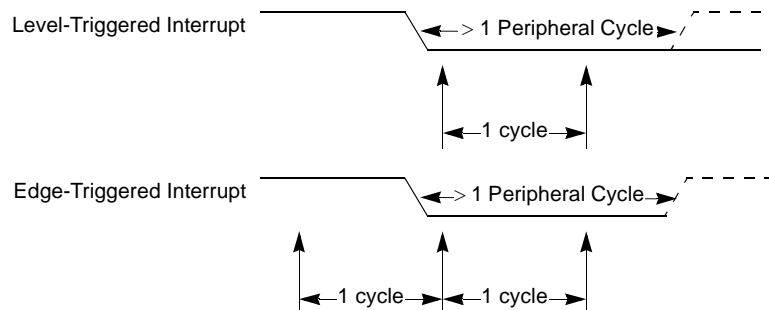 Level-Triggered Interrupt
> 1 Peripheral Cycle
1 cycle
Edge-Triggered Interrupt
> 1 Peripheral Cycle
1 cycle
1 cycle